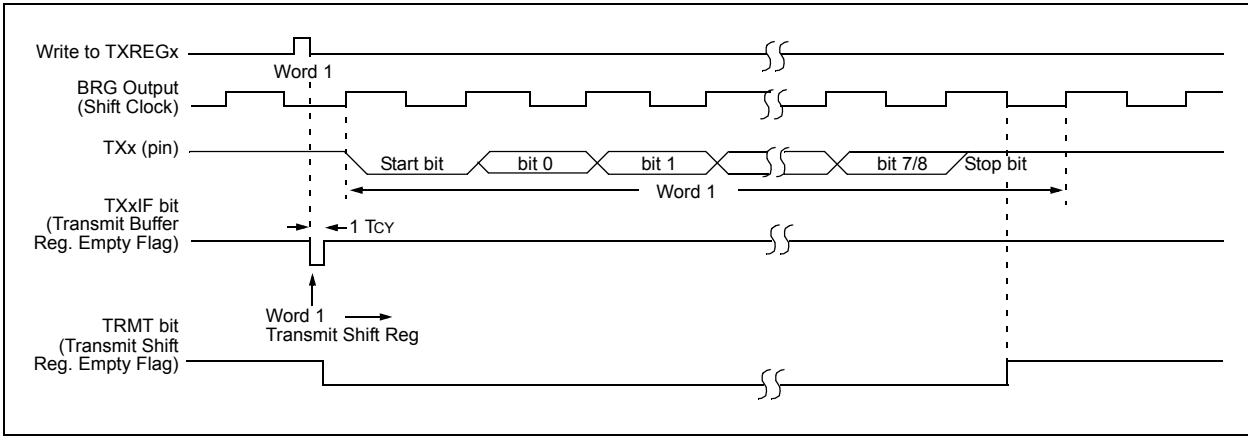 Write to TXREGx
Word 1
BRG Output
(Shift Clock)
TXx (pin)
Start bit
bit 0
bit 1
bit 7/8
Stop bit
Word 1
TXxIF bit
(Transmit Buffer
Reg. Empty Flag)
1 TCY
Word 1
Transmit Shift Reg
TRMT bit
(Transmit Shift
Reg. Empty Flag)